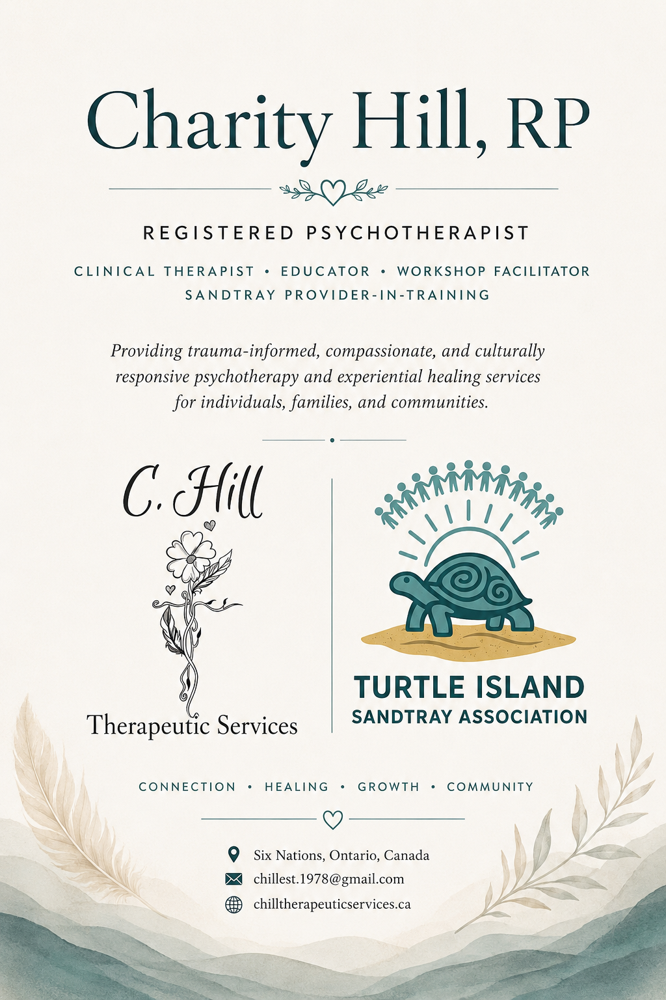 Charity Hill, RP
REGISTERED PSYCHOTHERAPIST
CLINICAL THERAPIST • EDUCATOR • WORKSHOP FACILITATOR
SANDTRAY PROVIDER-IN-TRAINING
Providing trauma-informed, compassionate, and culturally
responsive psychotherapy and experiential healing services
for individuals, families, and communities.
C. Hill
Therapeutic Services
TURTLE ISLAND
SANDTRAY ASSOCIATION
CONNECTION • HEALING • GROWTH • COMMUNITY
Six Nations, Ontario, Canada
chillest.1978@gmail.com
chilltherapeuticservices.ca